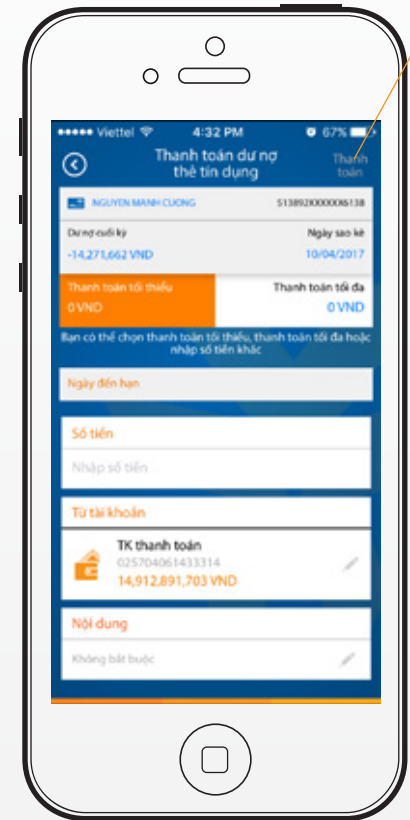 Viettel 4:32 PM 67%
Thanh toán dư nợ
thẻ tín dụng
Thanh
toán
NGUYEN MANH CUONG 513892XXXXXX6138
Dư nợ cuối kỳ Ngày sao kê
-14,271,662 VND 10/04/2017
Thanh toán tối thiểu Thanh toán tối đa
0 VND 0 VND
Bạn có thể chọn thanh toán tối thiểu, thanh toán tối đa hoặc
nhập số tiền khác
Ngày đến hạn
Số tiền
Nhập số tiền
Từ tài khoản
TK thanh toán
025704061433314
14,912,891,703 VND
Nội dung
Không bắt buộc